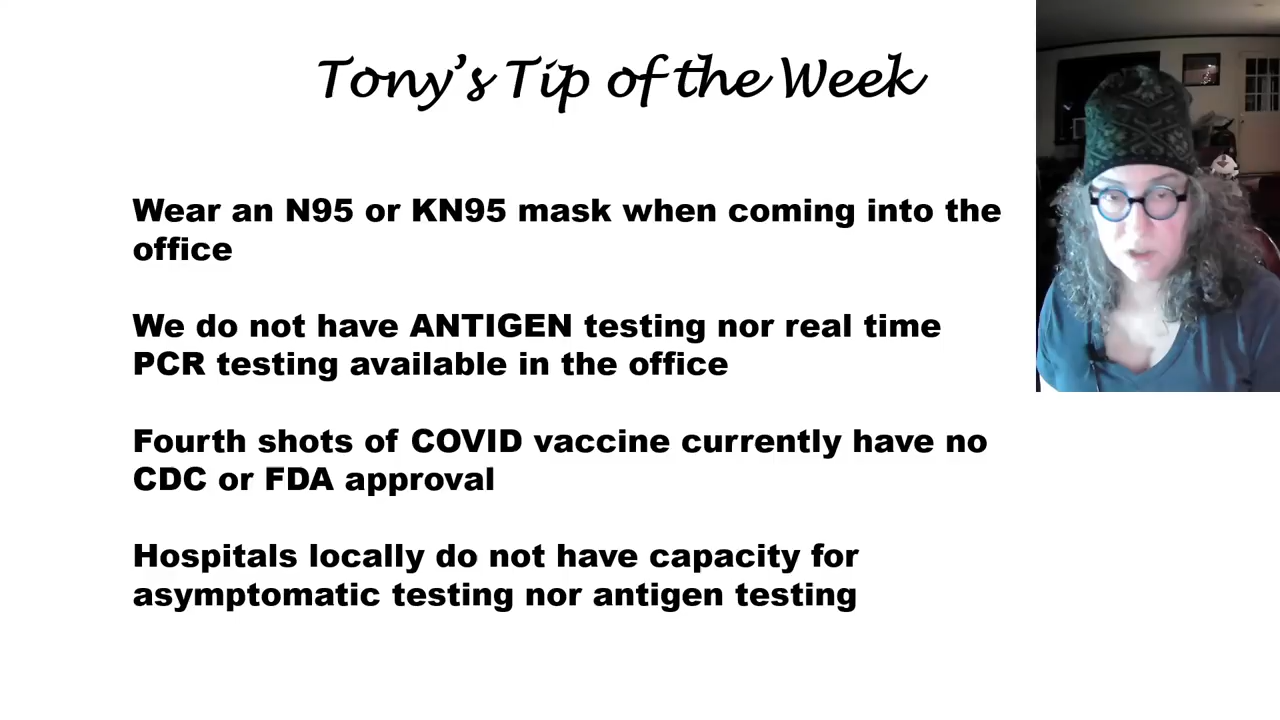 Tony's Tip of the Week
Wear an N95 or KN95 mask when coming into the
office
We do not have ANTIGEN testing nor real time
PCR testing available in the office
Fourth shots of COVID vaccine currently have no
CDC or FDA approval
Hospitals locally do not have capacity for
asymptomatic testing nor antigen testing